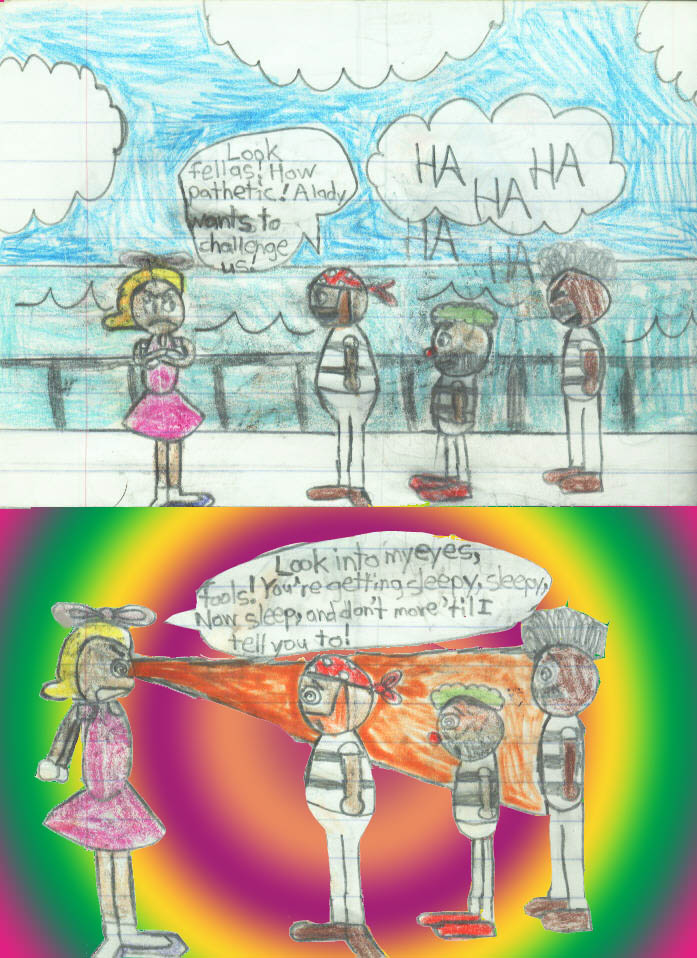 Look
fellas! How
pathetic! A lady
wants to
challenge
us!
HA HA
HA
HA
HA
Look into my eyes,
fools! You're getting sleepy, sleepy,
Now sleep, and don't more 'til I
tell you to!